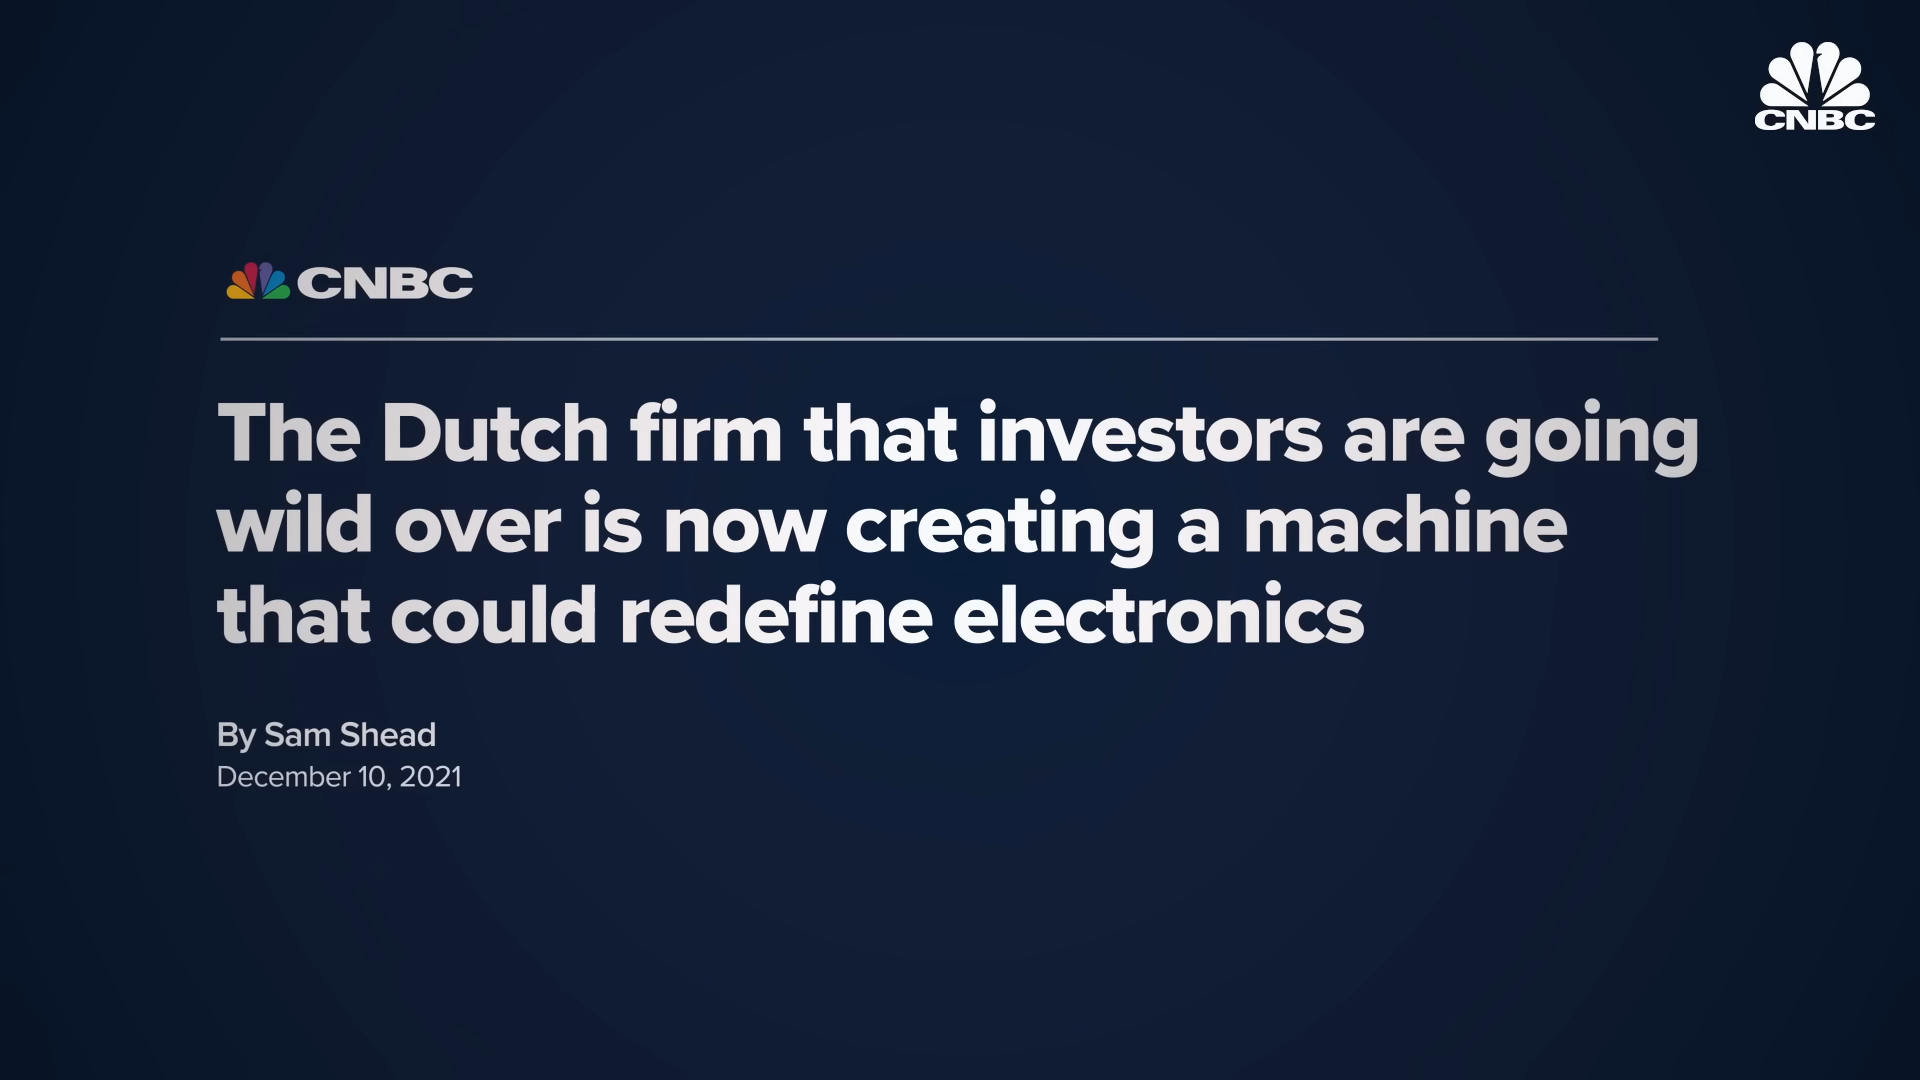 CNBC
CNBC
The Dutch firm that investors are going
wild over is now creating a machine
that could redefine electronics
By Sam Shead
December 10, 2021